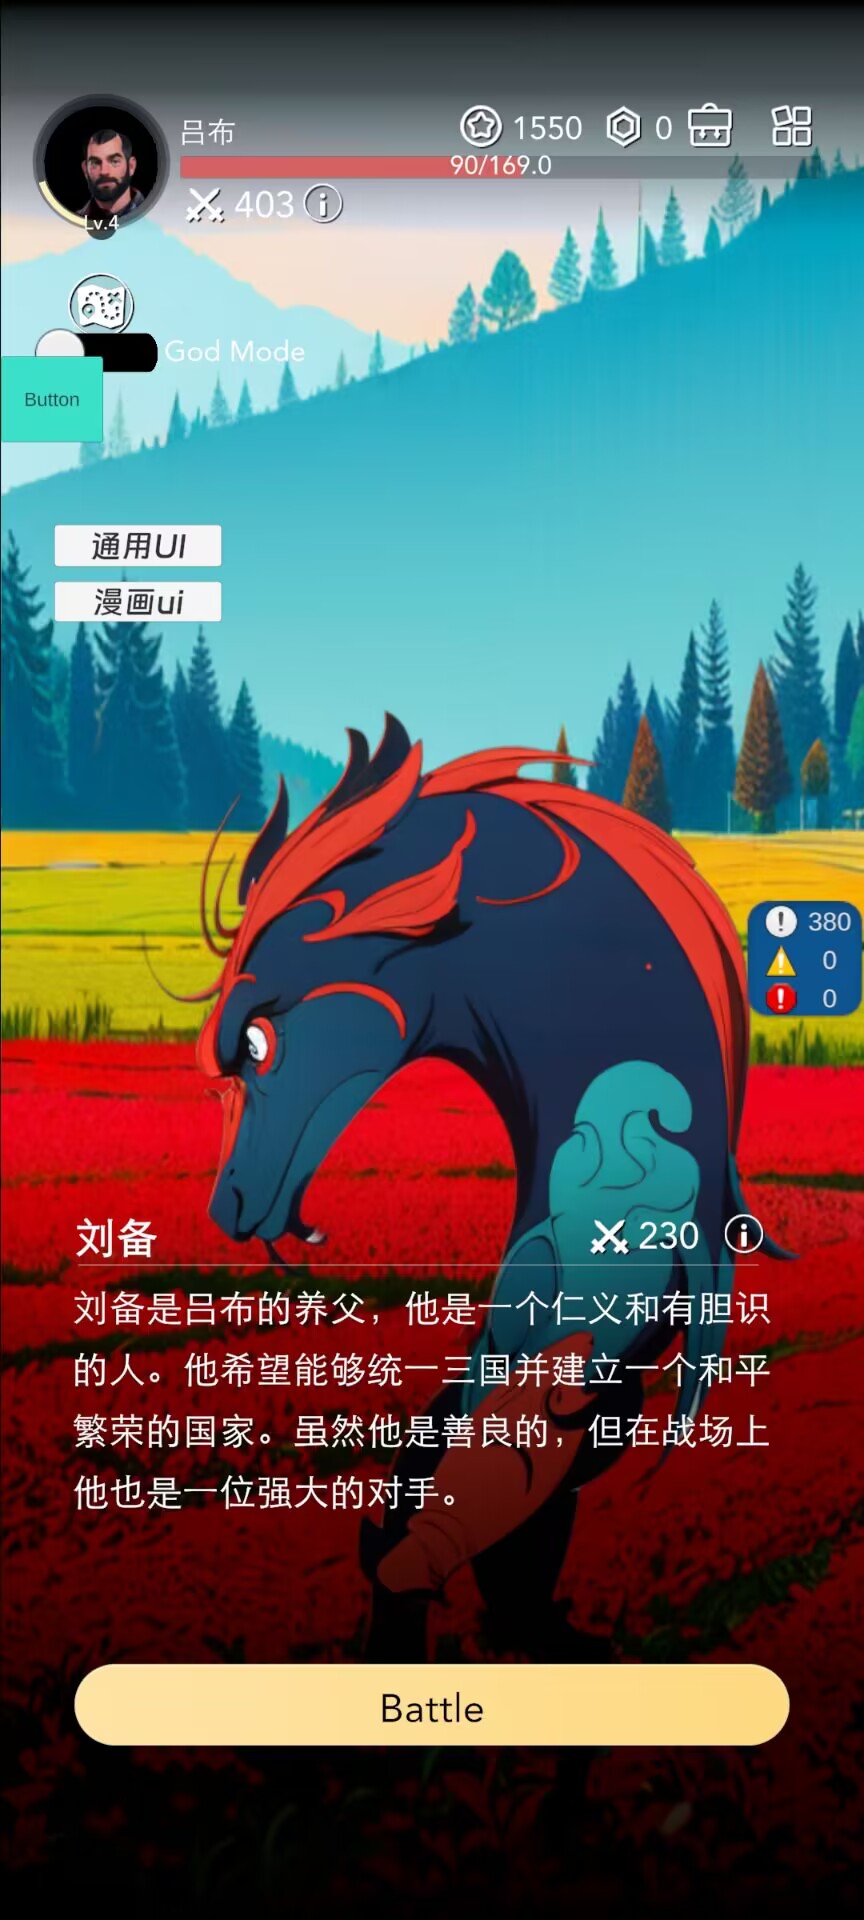 吕布
1550
0
90/169.0
403
Lv.4
God Mode
Button
通用UI
漫画ui
380
0
0
刘备
230
刘备是吕布的养父，他是一个仁义和有胆识
的人。他希望能够统一三国并建立一个和平
繁荣的国家。虽然他是善良的，但在战场上
他也是一位强大的对手。
Battle